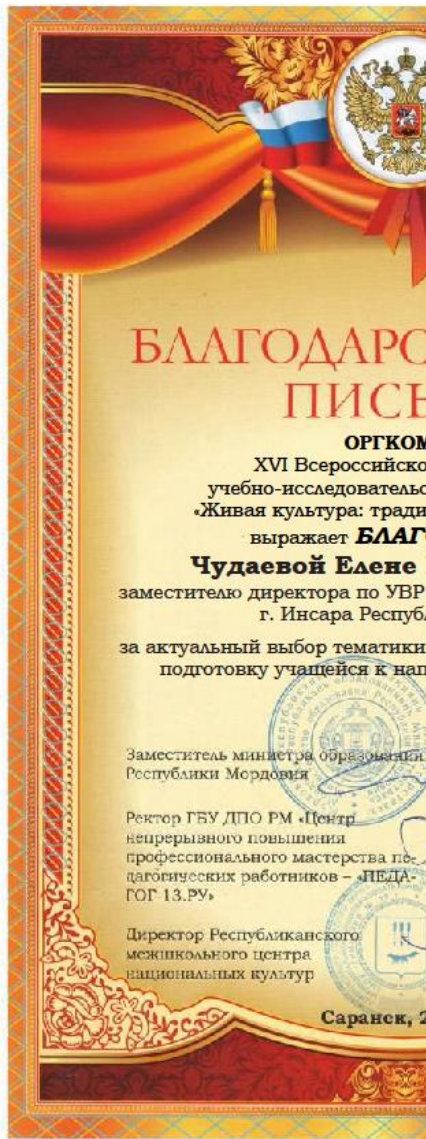 БЛАГОДАРО
ПИСЬ
ОРГКОМ
XVI Всероссийско
учебно-исследовательс
«Живая культура: тради
выражает БЛАГ
Чудаевой Елене
заместителю директора по УВР
г. Инсара Республ
за актуальный выбор тематики
подготовку учащейся к нап
Заместитель министра образования
Республики Мордовия
Ректор ГБУ ДПО РМ «Центр
непрерывного повышения
профессионального мастерства пе-
дагогических работников – «ПЕДА-
ГОГ 13.РУ»
Директор Республиканского
межшкольного центра
национальных культур
Саранск, 2